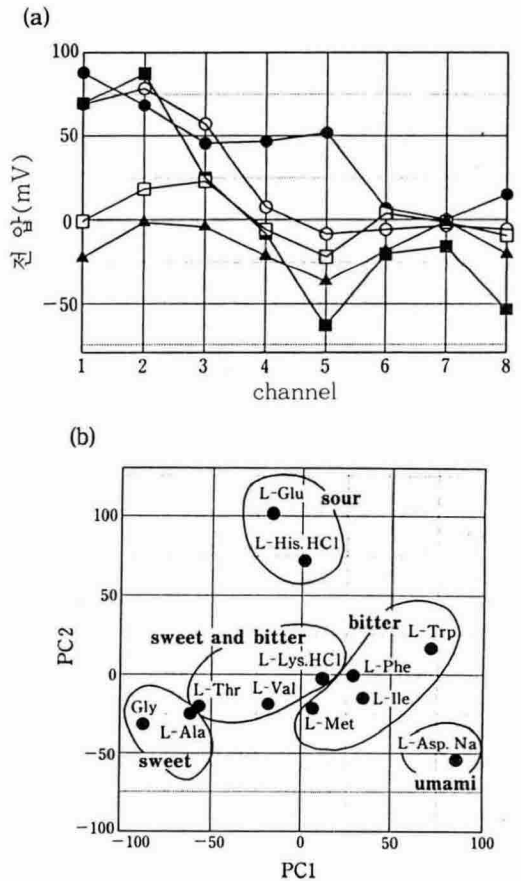 (a)
100
50
0
-50
전 압(mV)
1 2 3 4 5 6 7 8
channel
(b)
L-Glu
sour
L-His.HCl
100
50
0
-50
-100
PC2
sweet and bitter
bitter
L-Trp
L-Lys.HCl
L-Phe
L-Thr
L-Val
L-Ile
Gly
L-Met
L-Ala
L-Asp. Na
sweet
umami
-100 -50 0 50 100
PC1